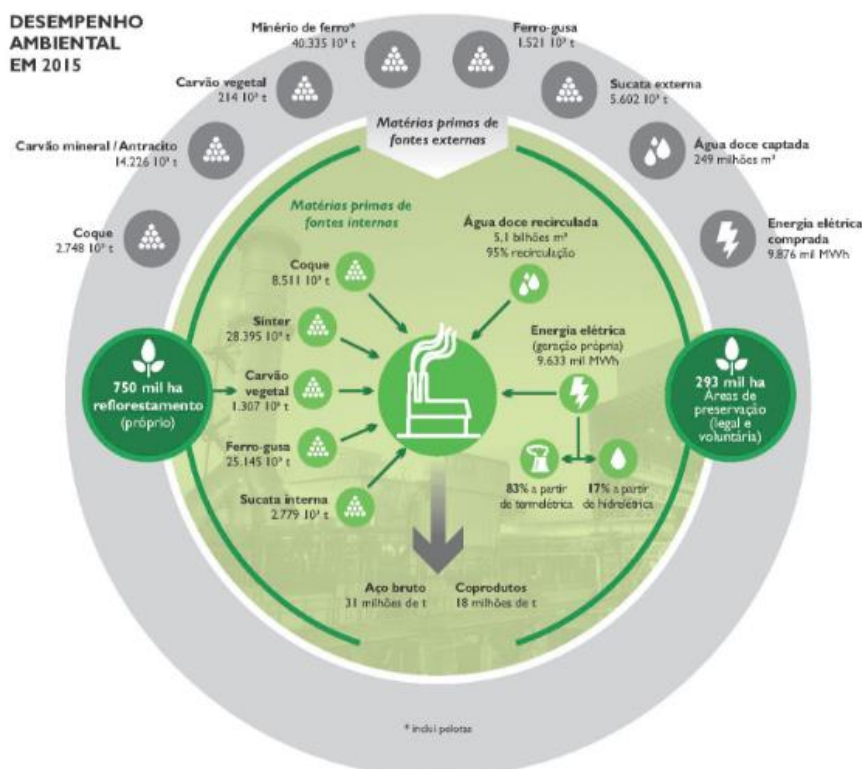 DESEMPENHO
AMBIENTAL
EM 2015
Minério de ferro*
40.335 10³ t
Ferro-gusa
1.521 10³ t
Carvão vegetal
214 10³ t
Sucata externa
5.602 10³ t
Carvão mineral / Antracito
14.226 10³ t
Água doce captada
249 milhões m³
Coque
2.748 10³ t
Energia elétrica
comprada
9.876 mil MWh
Matérias primas de
fontes externas
Matérias primas de
fontes internas
Coque
8.511 10³ t
Sinter
28.395 10³ t
Carvão
vegetal
1.307 10³ t
Ferro-gusa
25.145 10³ t
Sucata interna
2.779 10³ t
Água doce recirculada
5,1 bilhões m³
95% recirculação
Energia elétrica
(geração própria)
9.633 mil MWh
83% a partir
de termelétrica
17% a partir
de hidrelétrica
750 mil ha
reflorestamento
(próprio)
293 mil ha
Áreas de
preservação
(legal e
voluntária)
Aço bruto
31 milhões de t
Coprodutos
18 milhões de t
* inclui pelotas